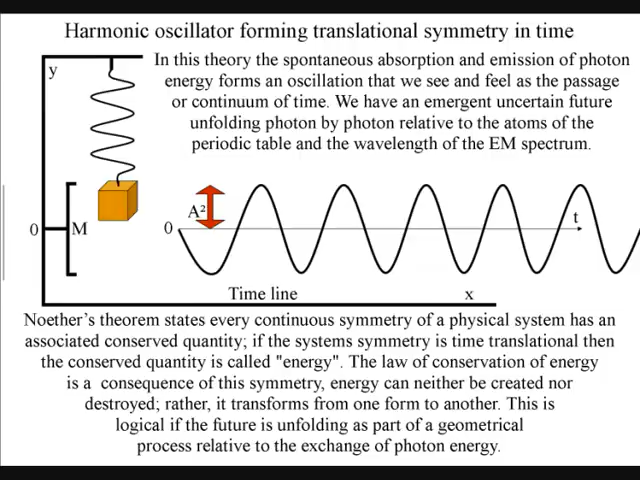 Harmonic oscillator forming translational symmetry in time
y
In this theory the spontaneous absorption and emission of photon
energy forms an oscillation that we see and feel as the passage
or continuum of time. We have an emergent uncertain future
unfolding photon by photon relative to the atoms of the
periodic table and the wavelength of the EM spectrum.
A²
t
0
M
0
Time line
x
Noether's theorem states every continuous symmetry of a physical system has an
associated conserved quantity; if the systems symmetry is time translational then
the conserved quantity is called "energy". The law of conservation of energy
is a consequence of this symmetry, energy can neither be created nor
destroyed; rather, it transforms from one form to another. This is
logical if the future is unfolding as part of a geometrical
process relative to the exchange of photon energy.